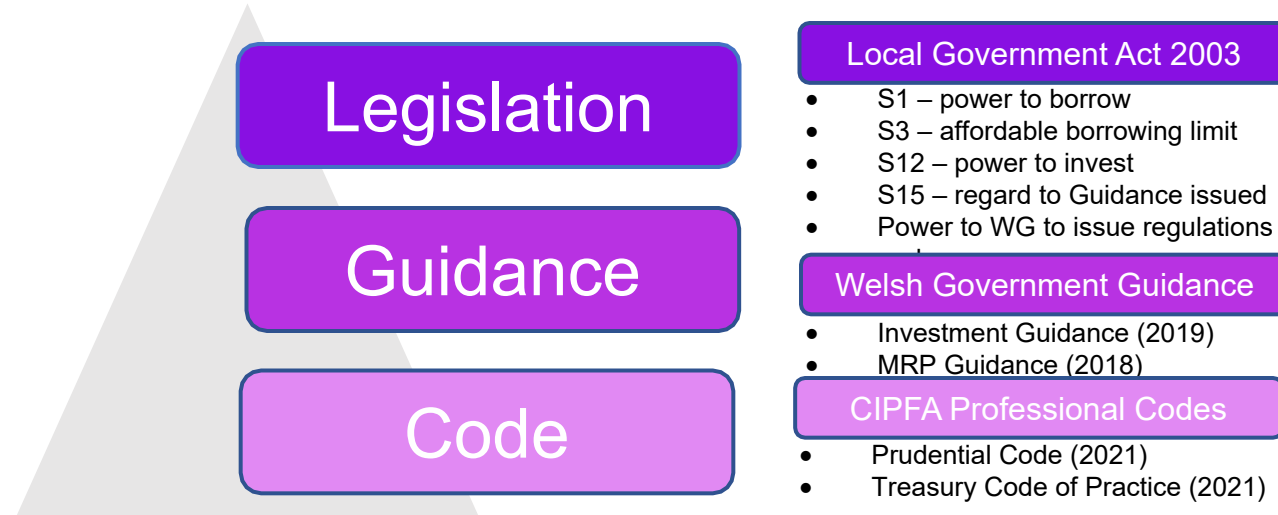 Legislation
Guidance
Code
Local Government Act 2003
• S1 – power to borrow
• S3 – affordable borrowing limit
• S12 – power to invest
• S15 – regard to Guidance issued
• Power to WG to issue regulations
Welsh Government Guidance
• Investment Guidance (2019)
• MRP Guidance (2018)
CIPFA Professional Codes
• Prudential Code (2021)
• Treasury Code of Practice (2021)